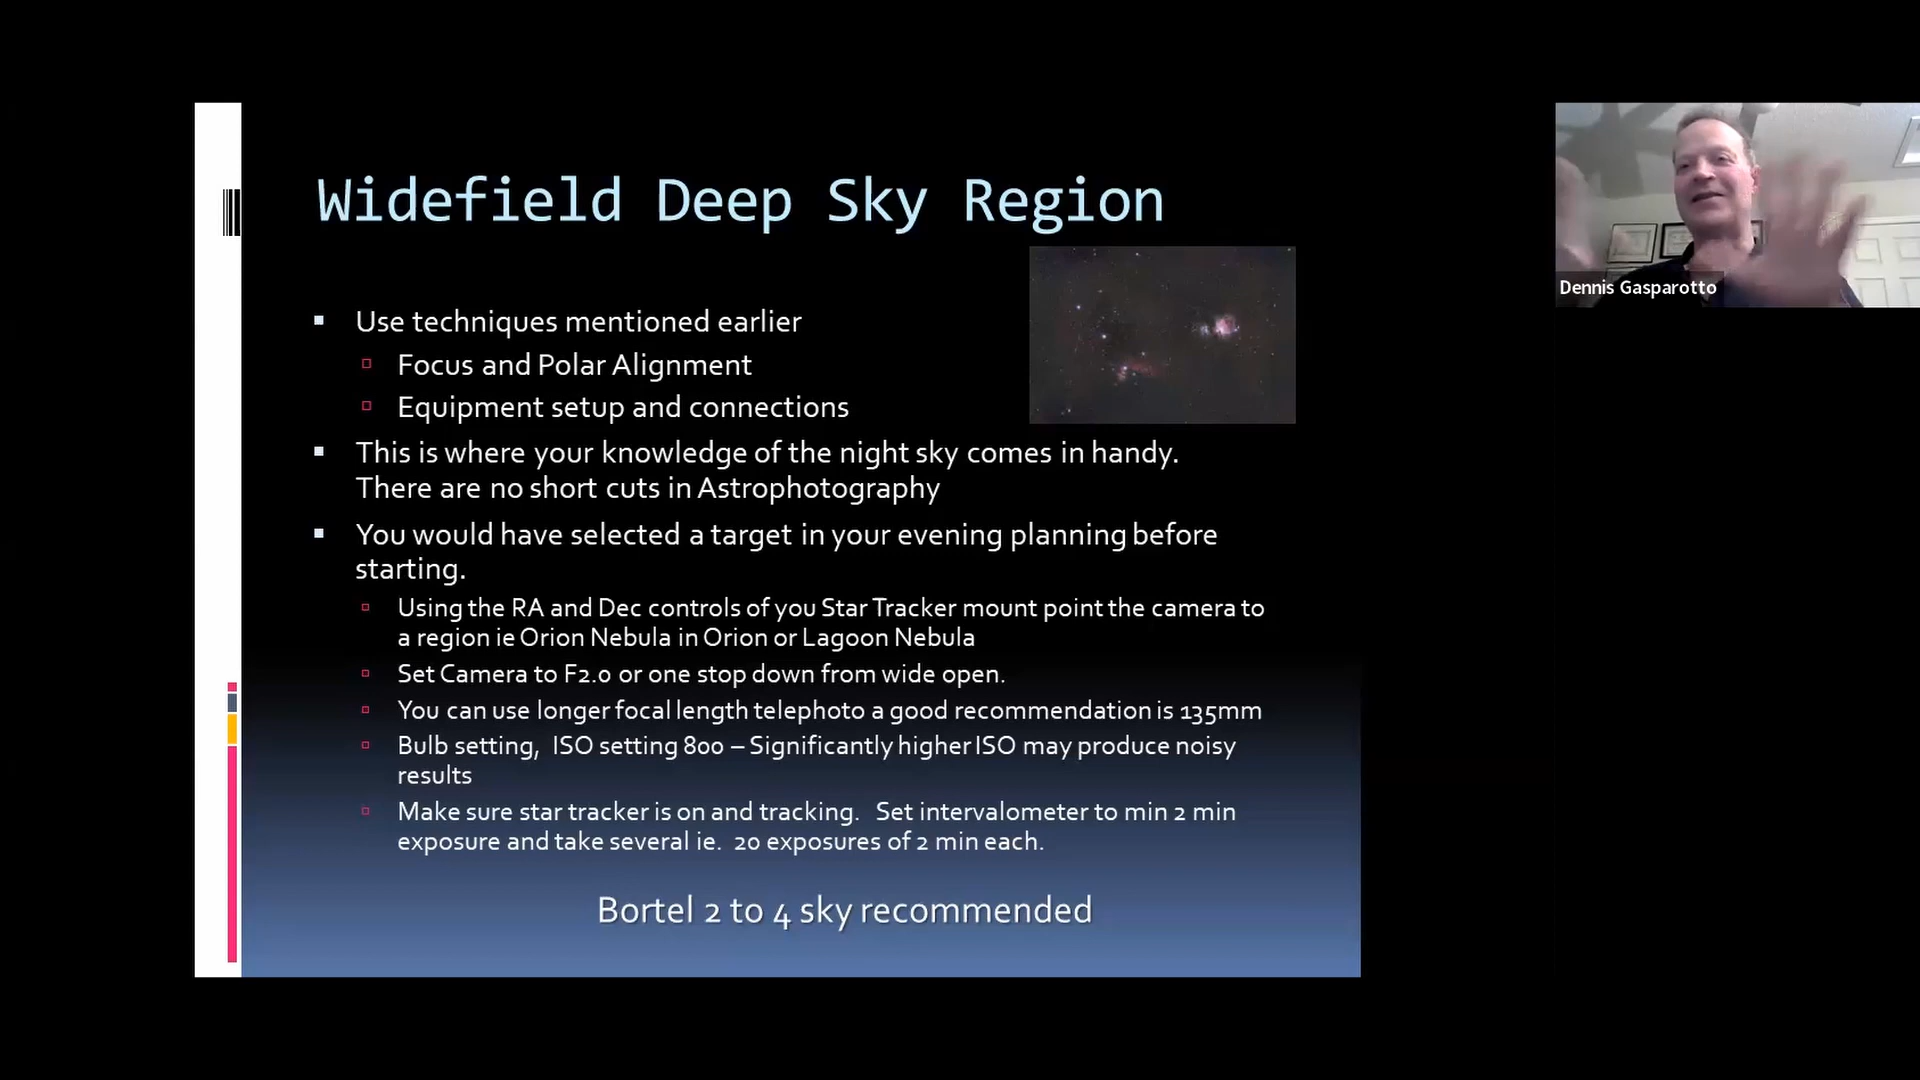 Widefield Deep Sky Region
Use techniques mentioned earlier
Focus and Polar Alignment
Equipment setup and connections
This is where your knowledge of the night sky comes in handy.
There are no short cuts in Astrophotography
You would have selected a target in your evening planning before
starting.
Using the RA and Dec controls of you Star Tracker mount point the camera to
a region ie Orion Nebula in Orion or Lagoon Nebula
Set Camera to F2.0 or one stop down from wide open.
You can use longer focal length telephoto a good recommendation is 135mm
Bulb setting, ISO setting 800 – Significantly higher ISO may produce noisy
results
Make sure star tracker is on and tracking. Set intervalometer to min 2 min
exposure and take several ie. 20 exposures of 2 min each.
Bortel 2 to 4 sky recommended
Dennis Gasparotto